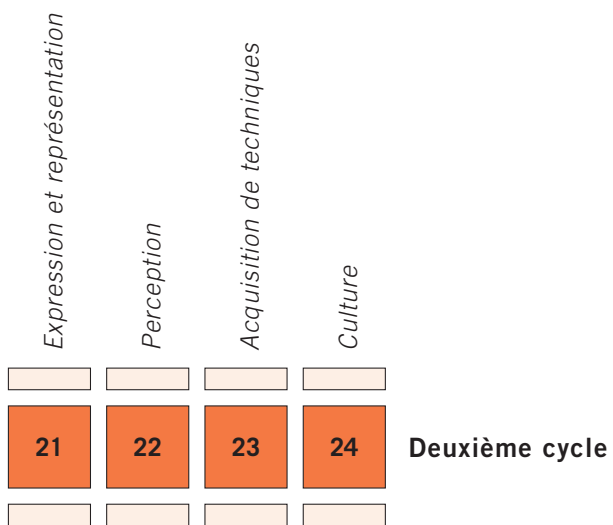 Expression et représentation
Perception
Acquisition de techniques
Culture
21 22 23 24 Deuxième cycle